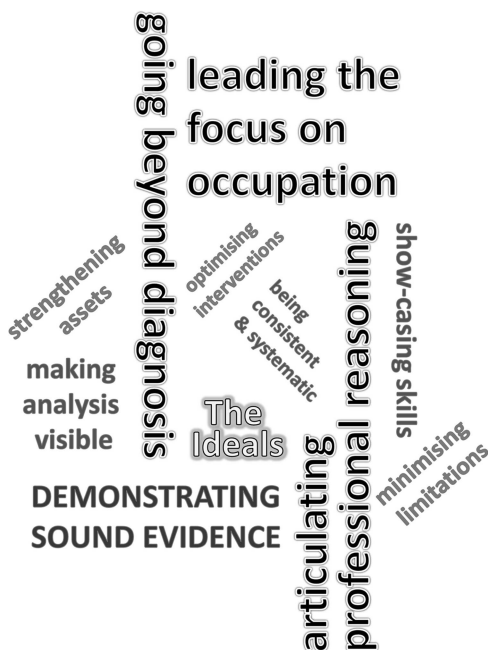 going beyond diagnosis
leading the
focus on
occupation
strengthening
assets
optimising
interventions
being
consistent
& systematic
show-casing skills
making
analysis
visible
The
Ideals
articulating
professional reasoning
minimising
limitations
DEMONSTRATING
SOUND EVIDENCE